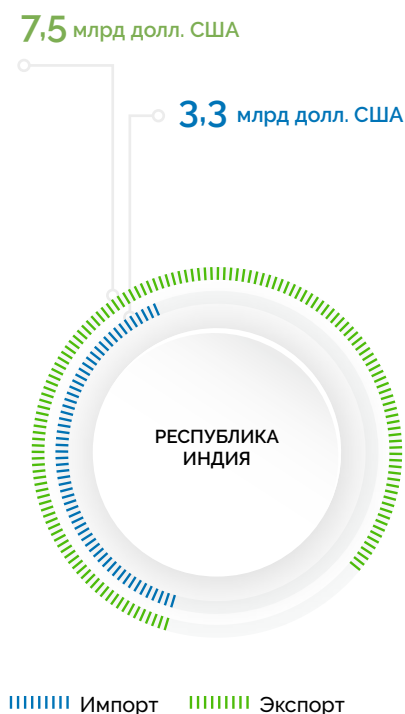 7,5 млрд долл. США
3,3 млрд долл. США
РЕСПУБЛИКА
ИНДИЯ
Импорт Экспорт